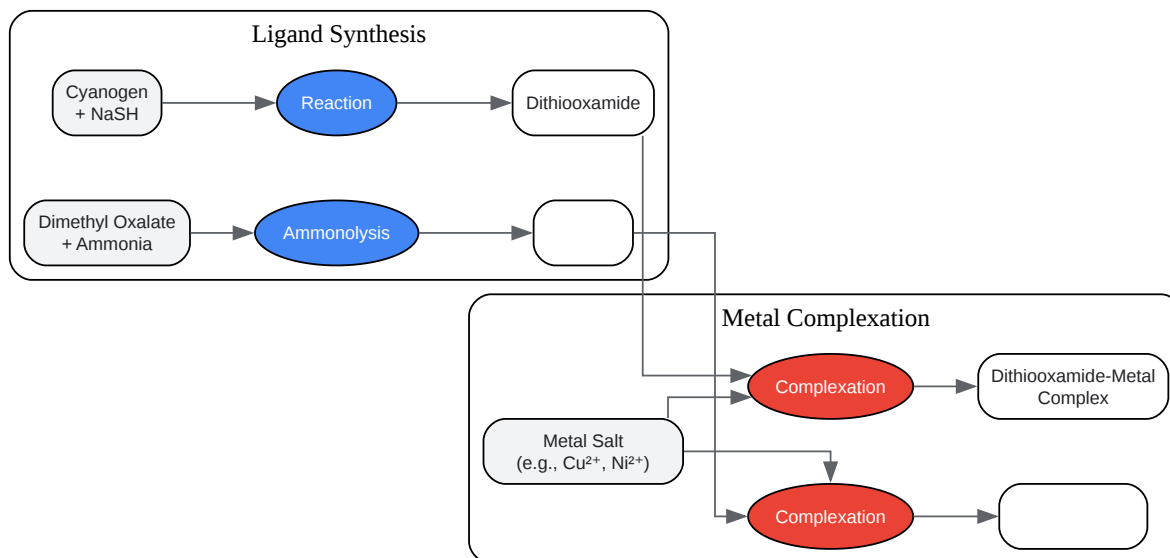 Ligand Synthesis
Cyanogen
+ NaSH
Reaction
Dithiooxamide
Dimethyl Oxalate
+ Ammonia
Ammonolysis
Metal Complexation
Complexation
Dithiooxamide-Metal
Complex
Metal Salt
(e.g., Cu²⁺, Ni²⁺)
Complexation